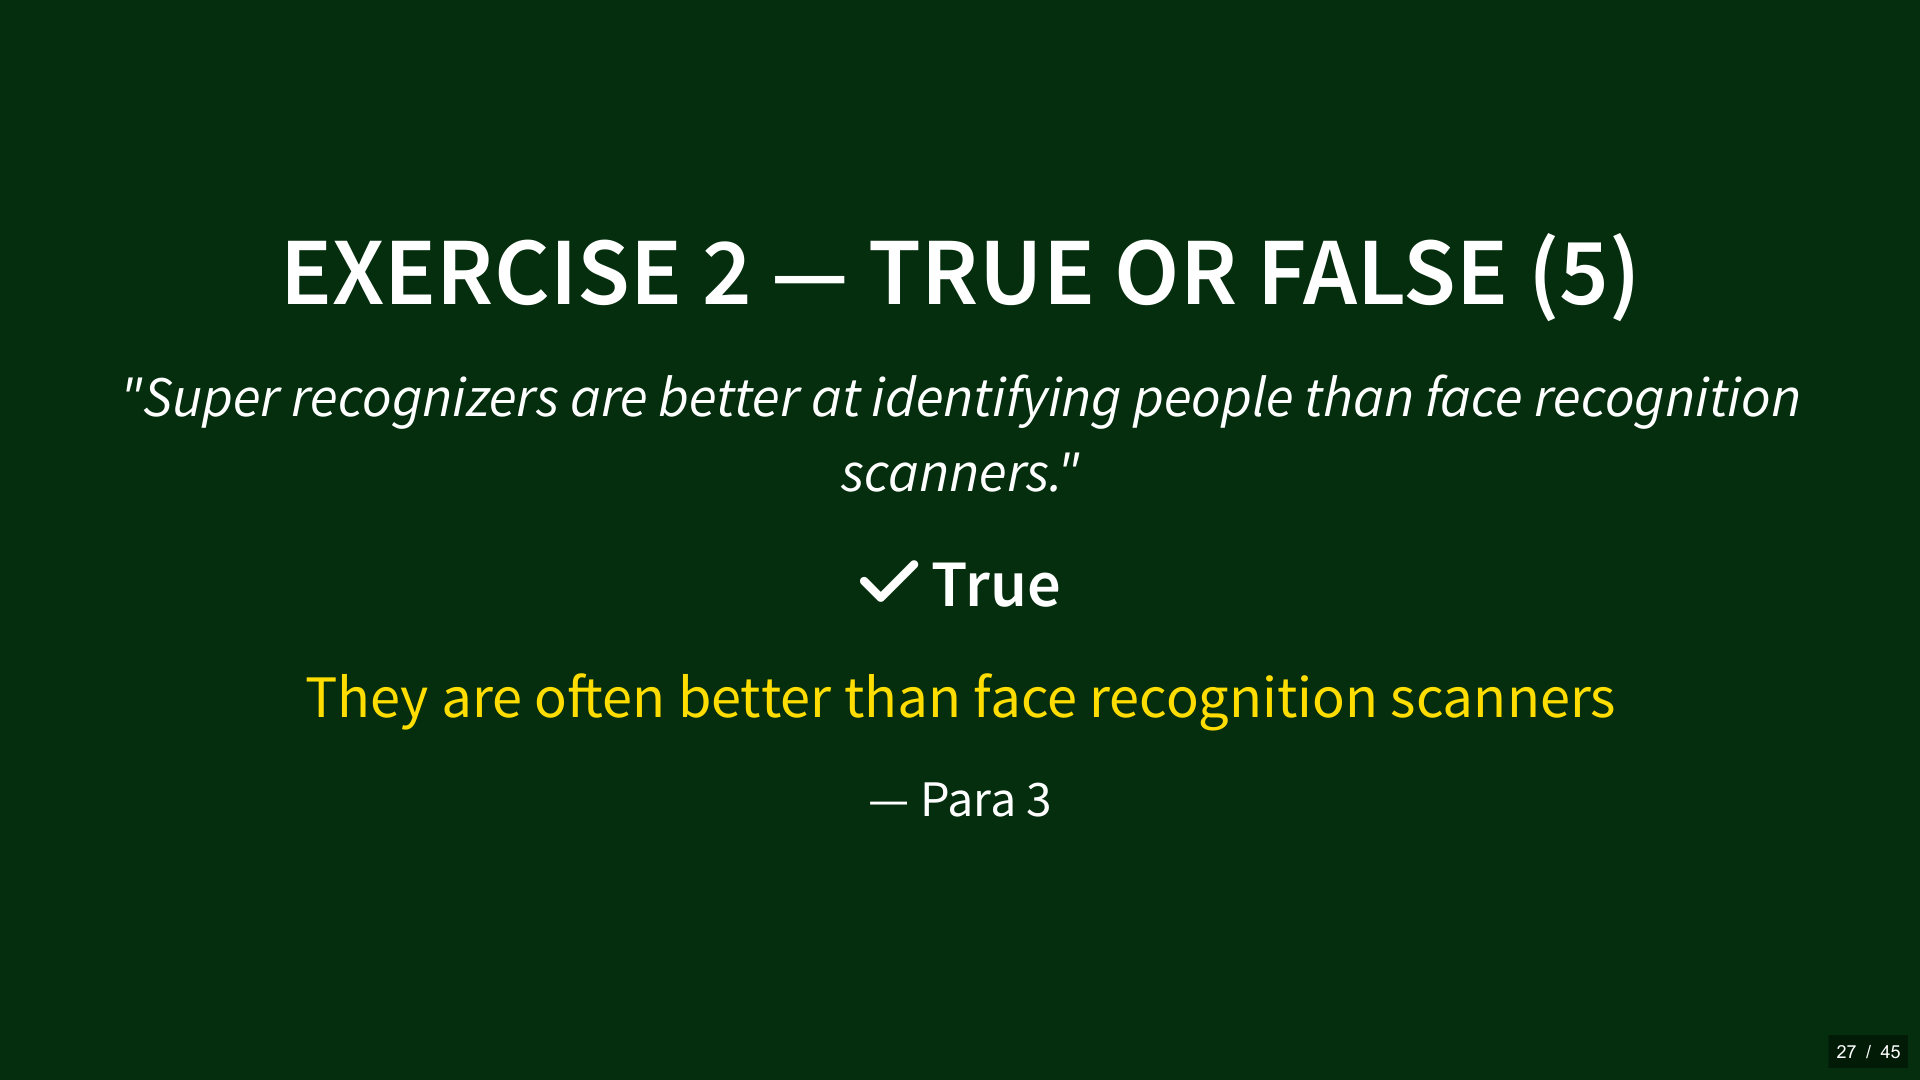 EXERCISE 2 — TRUE OR FALSE (5)
"Super recognizers are better at identifying people than face recognition
scanners."
✓ True
They are often better than face recognition scanners
— Para 3
27 / 45